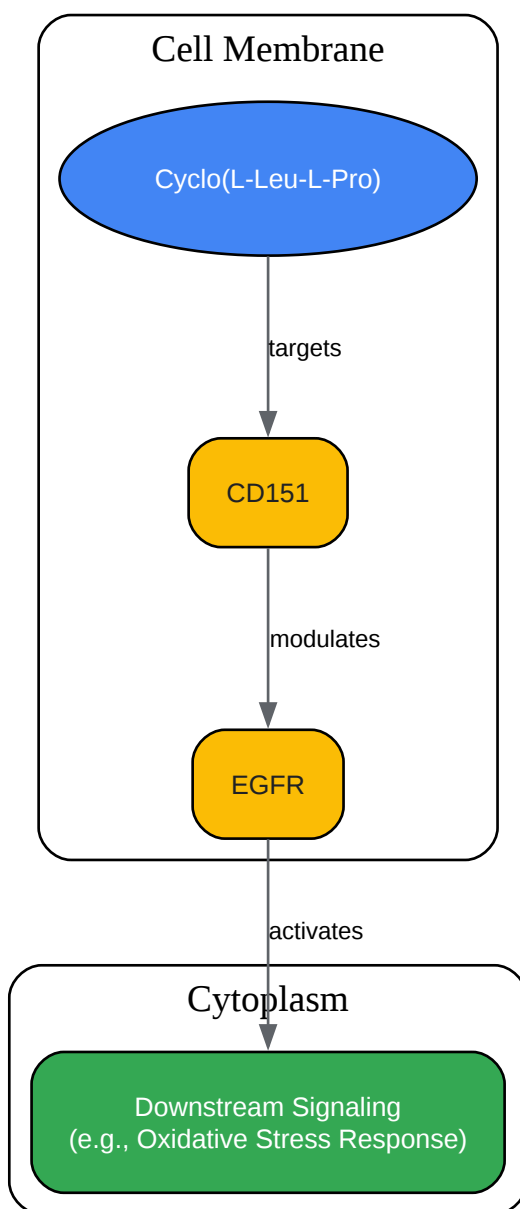 Cell Membrane
Cyclo(L-Leu-L-Pro)
targets
CD151
modulates
EGFR
activates
Cytoplasm
Downstream Signaling
(e.g., Oxidative Stress Response)